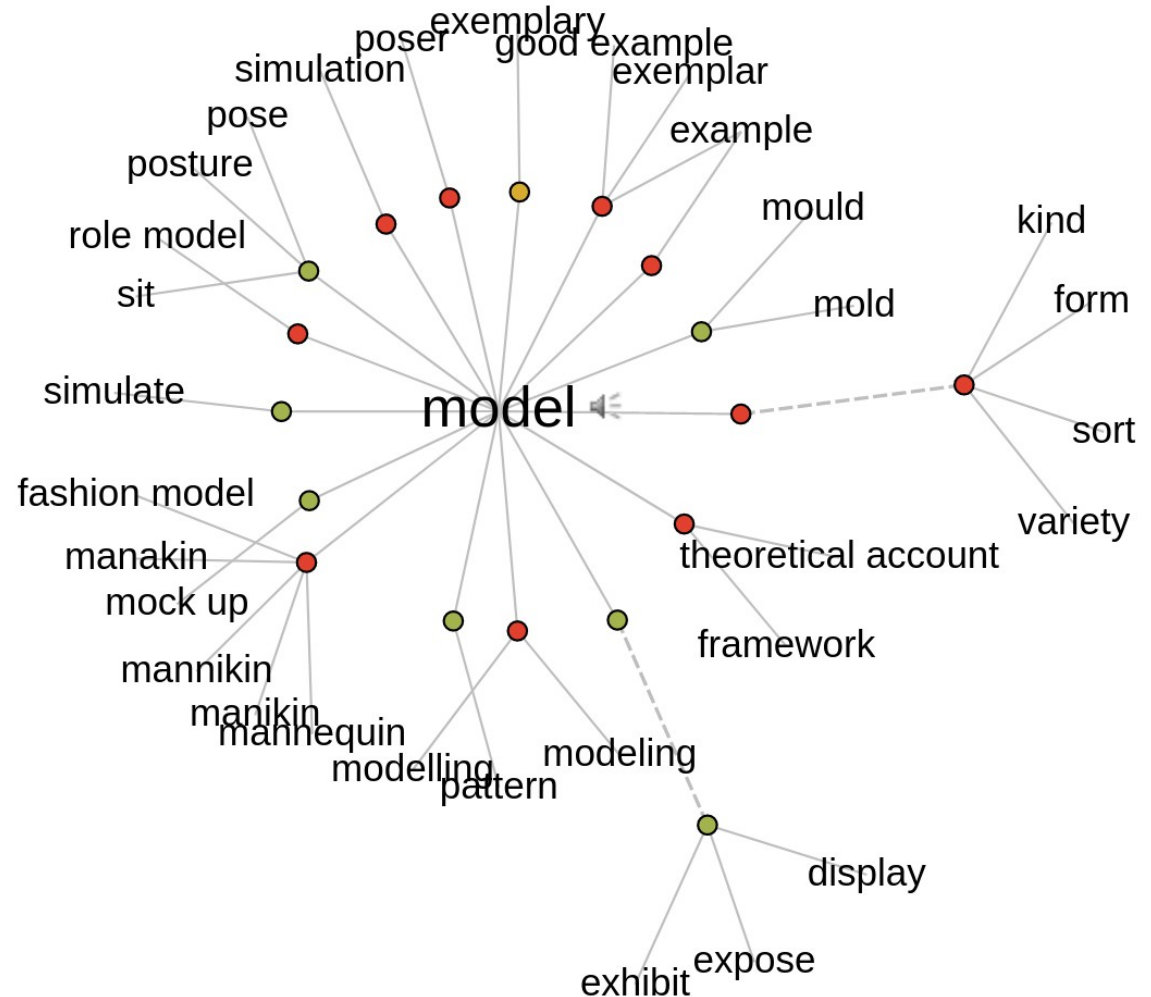 exemplary
poser
good example
simulation
exemplar
pose
example
posture
mould
kind
role model
sit
mold
form
simulate
model
sort
fashion model
variety
manakin
theoretical account
mock up
framework
mannikin
manikin
mannequin
modeling
modelling
pattern
display
expose
exhibit